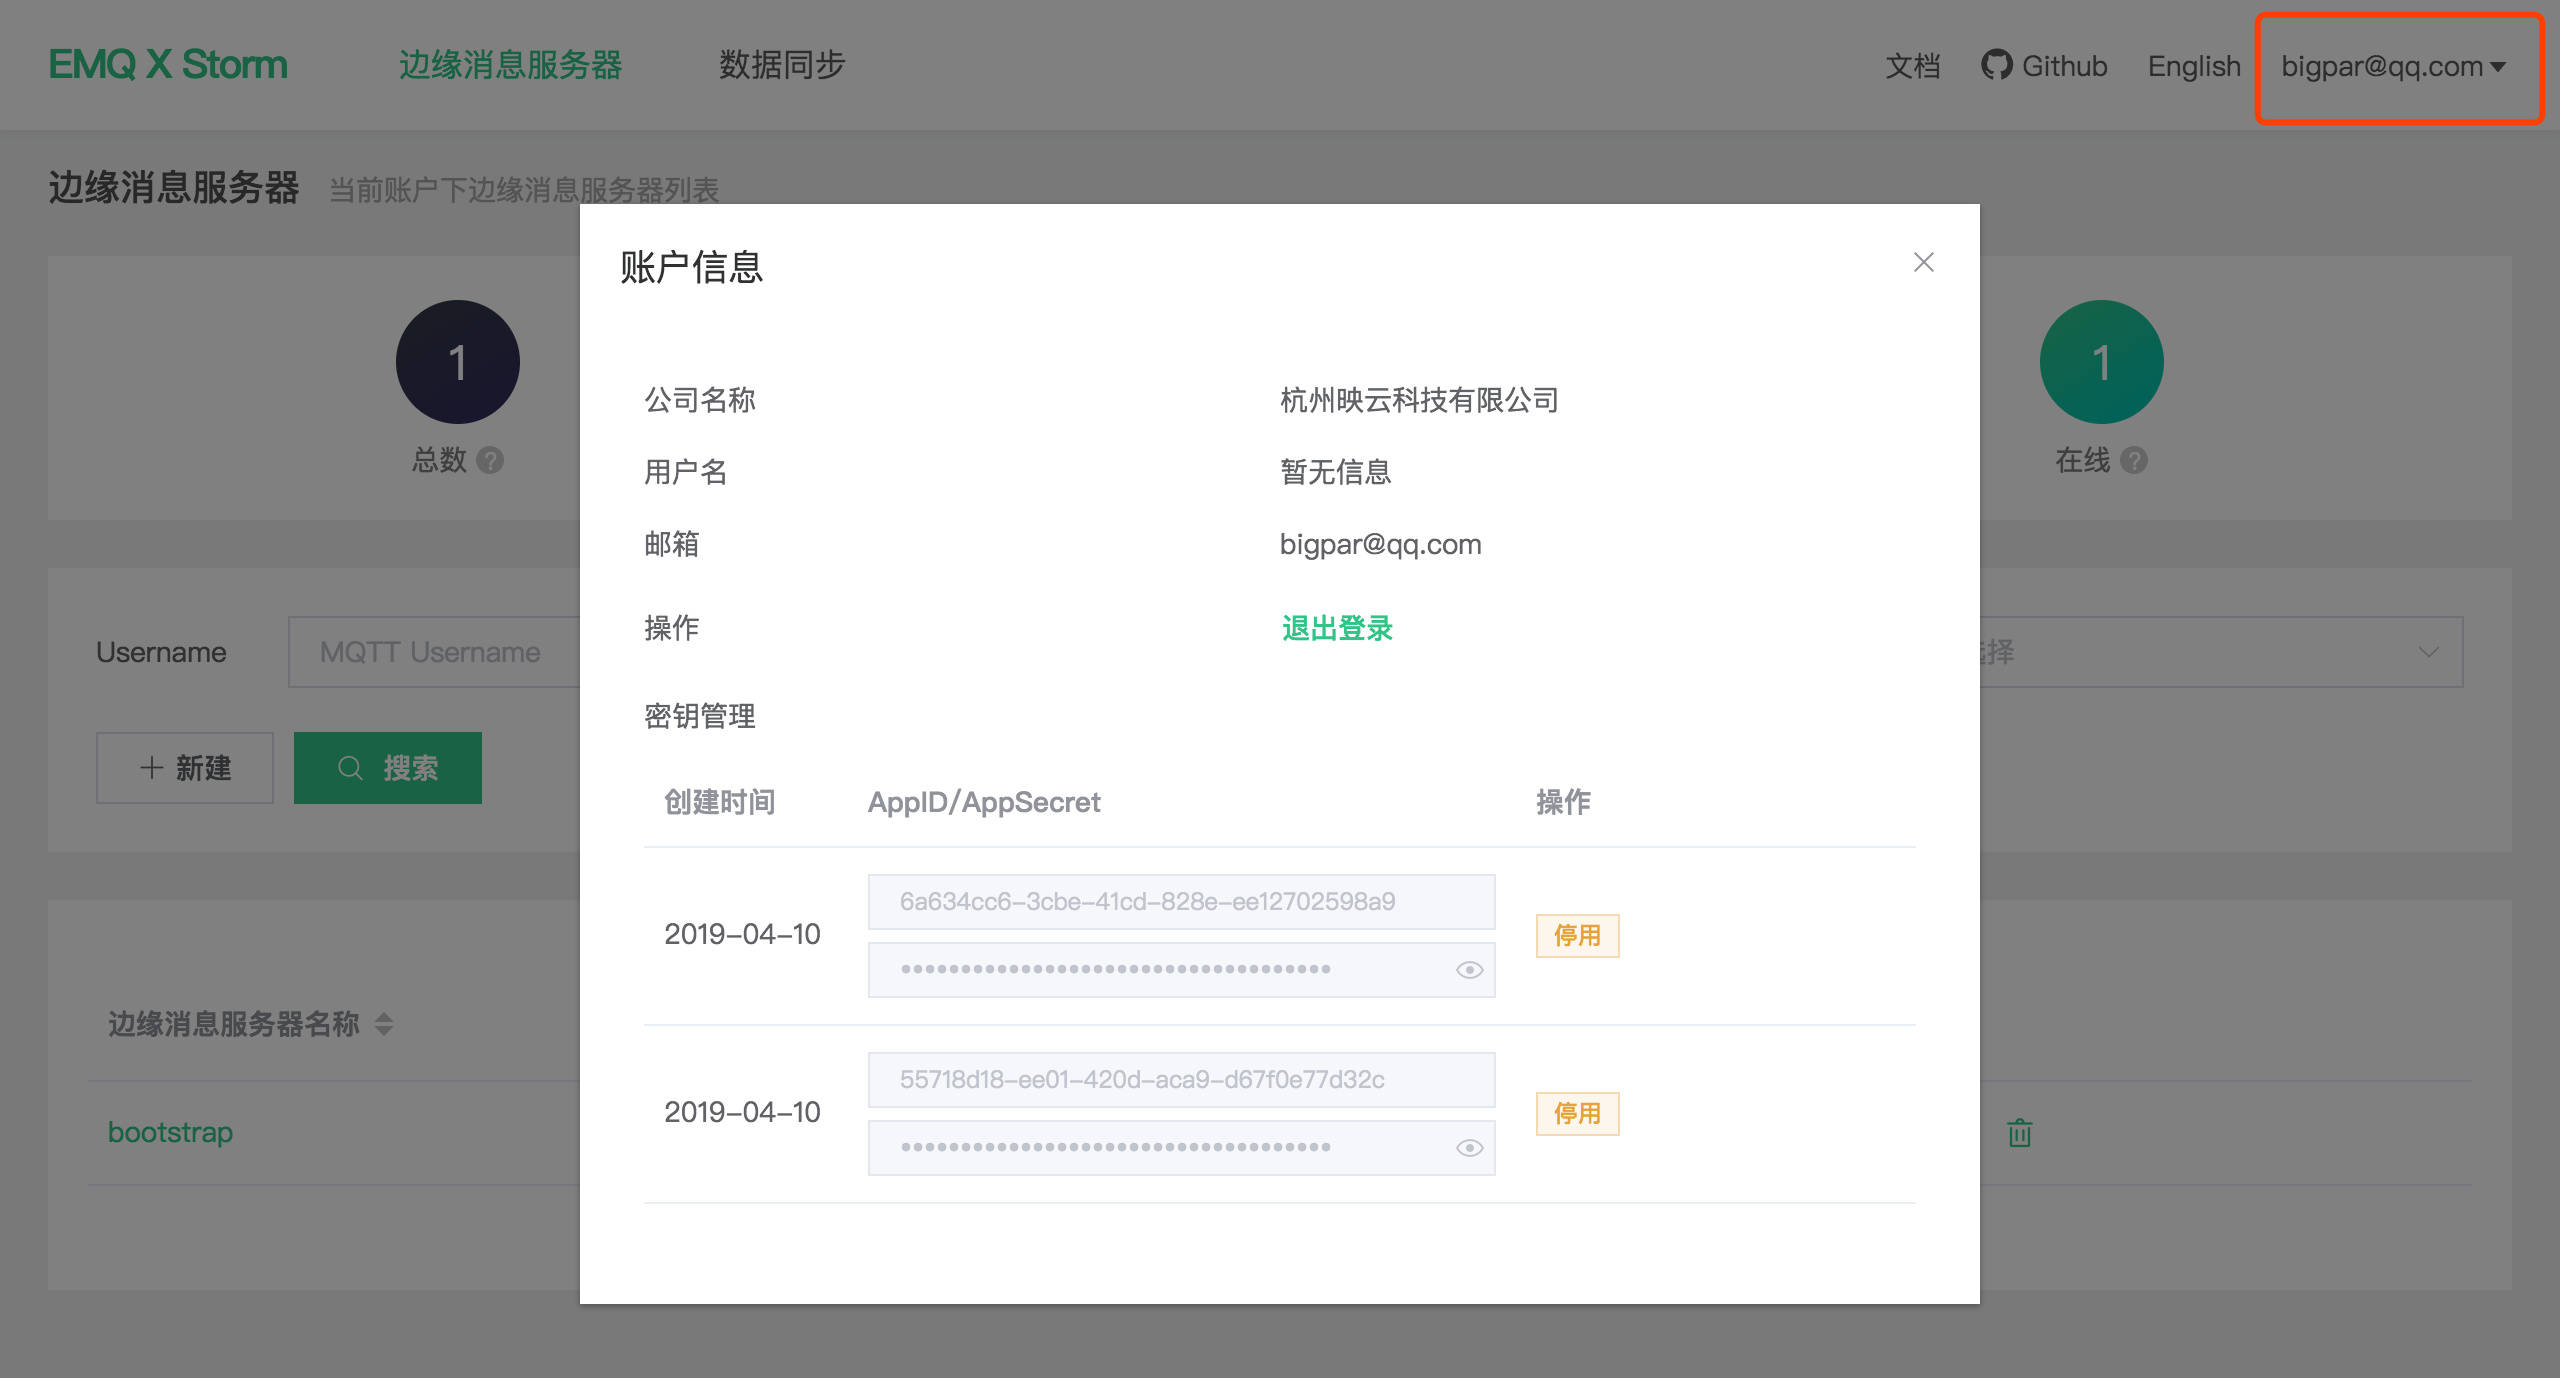 EMQ X Storm 边缘消息服务器 数据同步 文档 Github English bigpar@qq.com
边缘消息服务器 当前账户下边缘消息服务器列表
账户信息
1
1
总数 ?
在线 ?
公司名称 杭州映云科技有限公司
用户名 暂无信息
邮箱 bigpar@qq.com
操作 退出登录
Username MQTT Username
择
密钥管理
新建 搜索
创建时间 AppID/AppSecret 操作
6a634cc6-3cbe-41cd-828e-ee12702598a9
2019-04-10 停用
••••••••••••••••••••••••••••••••••••
边缘消息服务器名称
55718d18-ee01-420d-aca9-d67f0e77d32c
2019-04-10 停用
••••••••••••••••••••••••••••••••••••
bootstrap